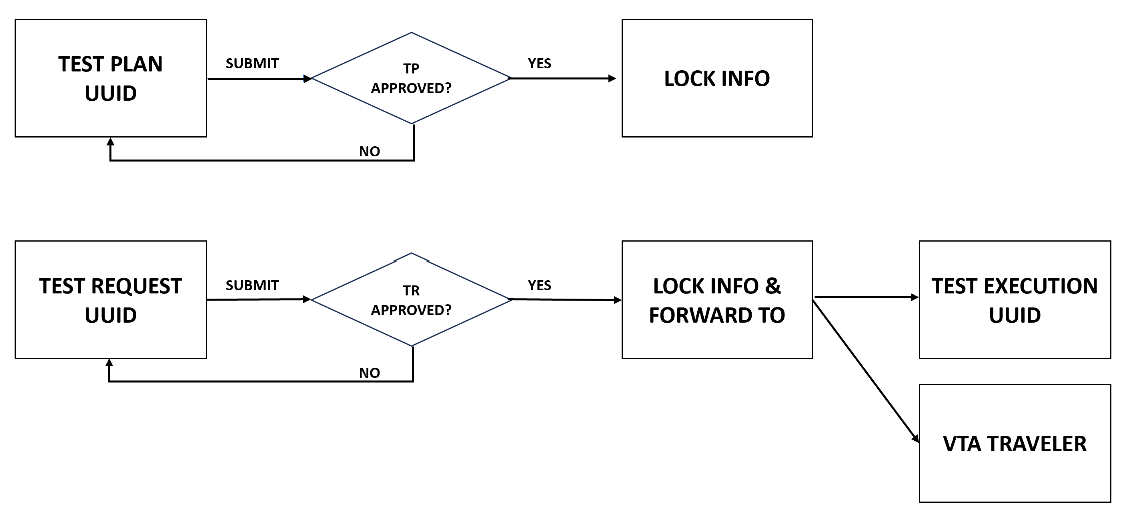 TEST PLAN
UUID
SUBMIT
TP
APPROVED?
YES
LOCK INFO
NO
TEST REQUEST
UUID
SUBMIT
TR
APPROVED?
YES
LOCK INFO &
FORWARD TO
TEST EXECUTION
UUID
NO
VTA TRAVELER